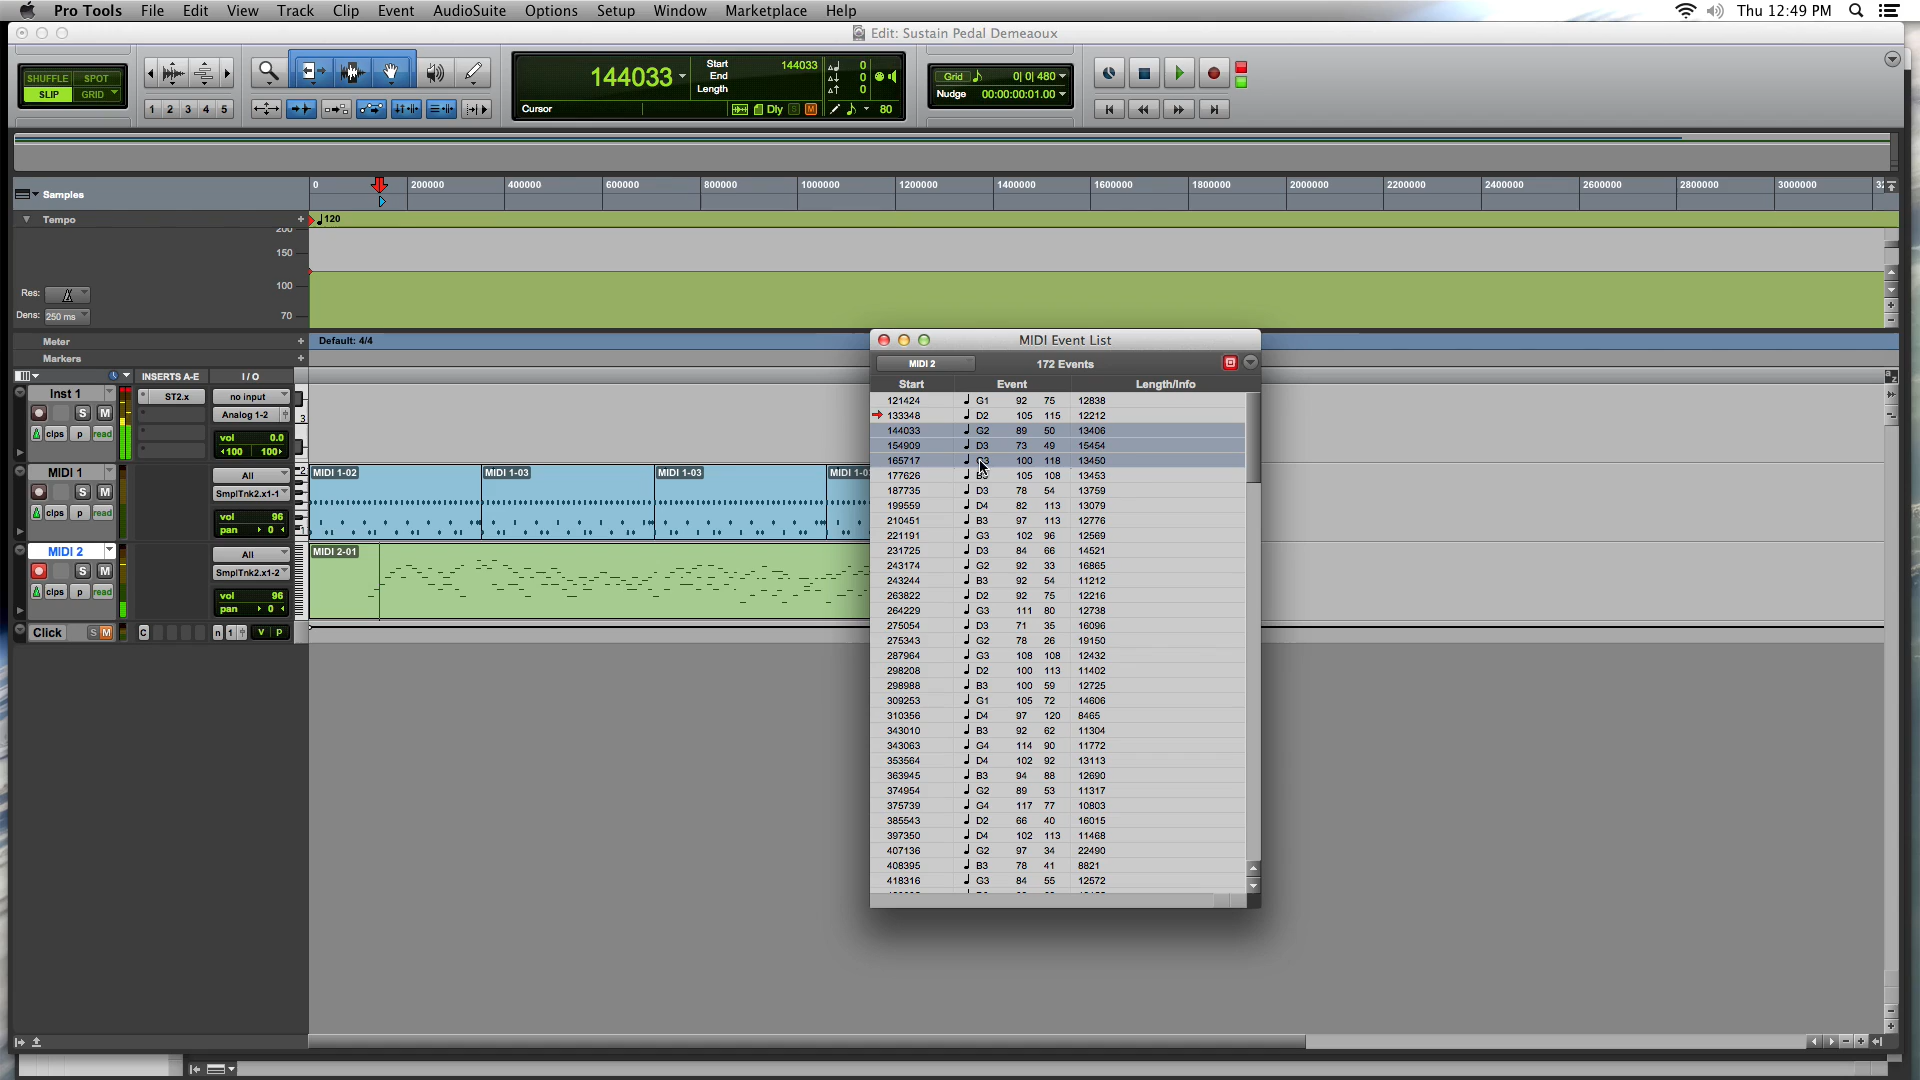 Pro Tools File Edit View Track Clip Event AudioSuite Options Setup Window Marketplace Help Thu 12:49 PM
Edit: Sustain Pedal Demeaoux
SHUFFLE SPOT
SLIP GRID
1 2 3 4 5
144033
Start 144033
End
Length
0
0
0
Cursor
Dly S M 80
Grid 0| 0| 480
Nudge 00:00:00:01.00
Samples
0 200000 400000 600000 800000 1000000 1200000 1400000 1600000 1800000 2000000 2200000 2400000 2600000 2800000 3000000
Tempo + 120
200
150
100
70
Res:
Dens: 250 ms
Meter + Default: 4/4
Markers +
INSERTS A-E I / O
Inst 1 ST2.x no input
S M Analog 1-2
clps p read vol 0.0
100 100
3
MIDI 1 All
S M SmplTnk2.x1-1
clps p read vol 96
pan 0
2
1
MIDI 1-02 MIDI 1-03 MIDI 1-03
MIDI 2 All
S M SmplTnk2.x1-2
clps p read vol 96
pan 0
MIDI 2-01
Click S M C n 1 v p
MIDI Event List
MIDI 2 172 Events
Start Event Length/Info
121424 G1 92 75 12838
133348 D2 105 115 12212
144033 G2 89 50 13406
154909 D3 73 49 15454
165717 100 118 13450
177626 105 108 13453
187735 D3 78 54 13759
199559 D4 82 113 13079
210451 B3 97 113 12776
221191 G3 102 96 12569
231725 D3 84 66 14521
243174 G2 92 33 16865
243244 B3 92 54 11212
263822 D2 92 75 12216
264229 G3 111 80 12738
275054 D3 71 35 16096
275343 G2 78 26 19150
287964 G3 108 108 12432
298208 D2 100 113 11402
298988 B3 100 59 12725
309253 G1 105 72 14606
310356 D4 97 120 8465
343010 B3 92 62 11304
343063 G4 114 90 11772
353564 D4 102 92 13113
363945 B3 94 88 12690
374954 G2 89 53 11317
375739 G4 117 77 10803
385543 D2 66 40 16015
397350 D4 102 113 11468
407136 G2 97 34 22490
408395 B3 78 41 8821
418316 G3 84 55 12572